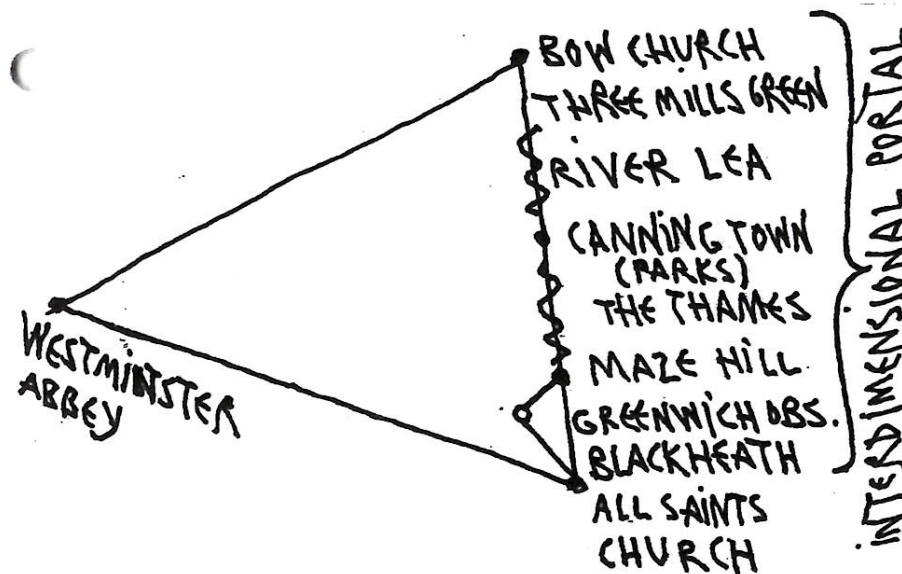 BOW CHURCH
THREE MILLS GREEN
RIVER LEA
CANNING TOWN
(PARKS)
THE THAMES
MAZE HILL
GREENWICH OBS.
BLACKHEATH
ALL SAINTS
CHURCH
WESTMINSTER
ABBEY
INTERDIMENSIONAL PORTAL